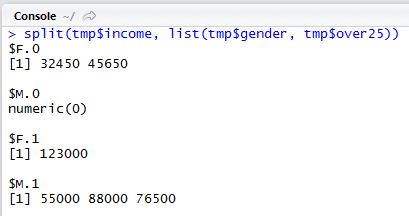 Console ~/
> split(tmp$income, list(tmp$gender, tmp$over25))
$F.0
[1] 32450 45650
$M.0
numeric(0)
$F.1
[1] 123000
$M.1
[1] 55000 88000 76500